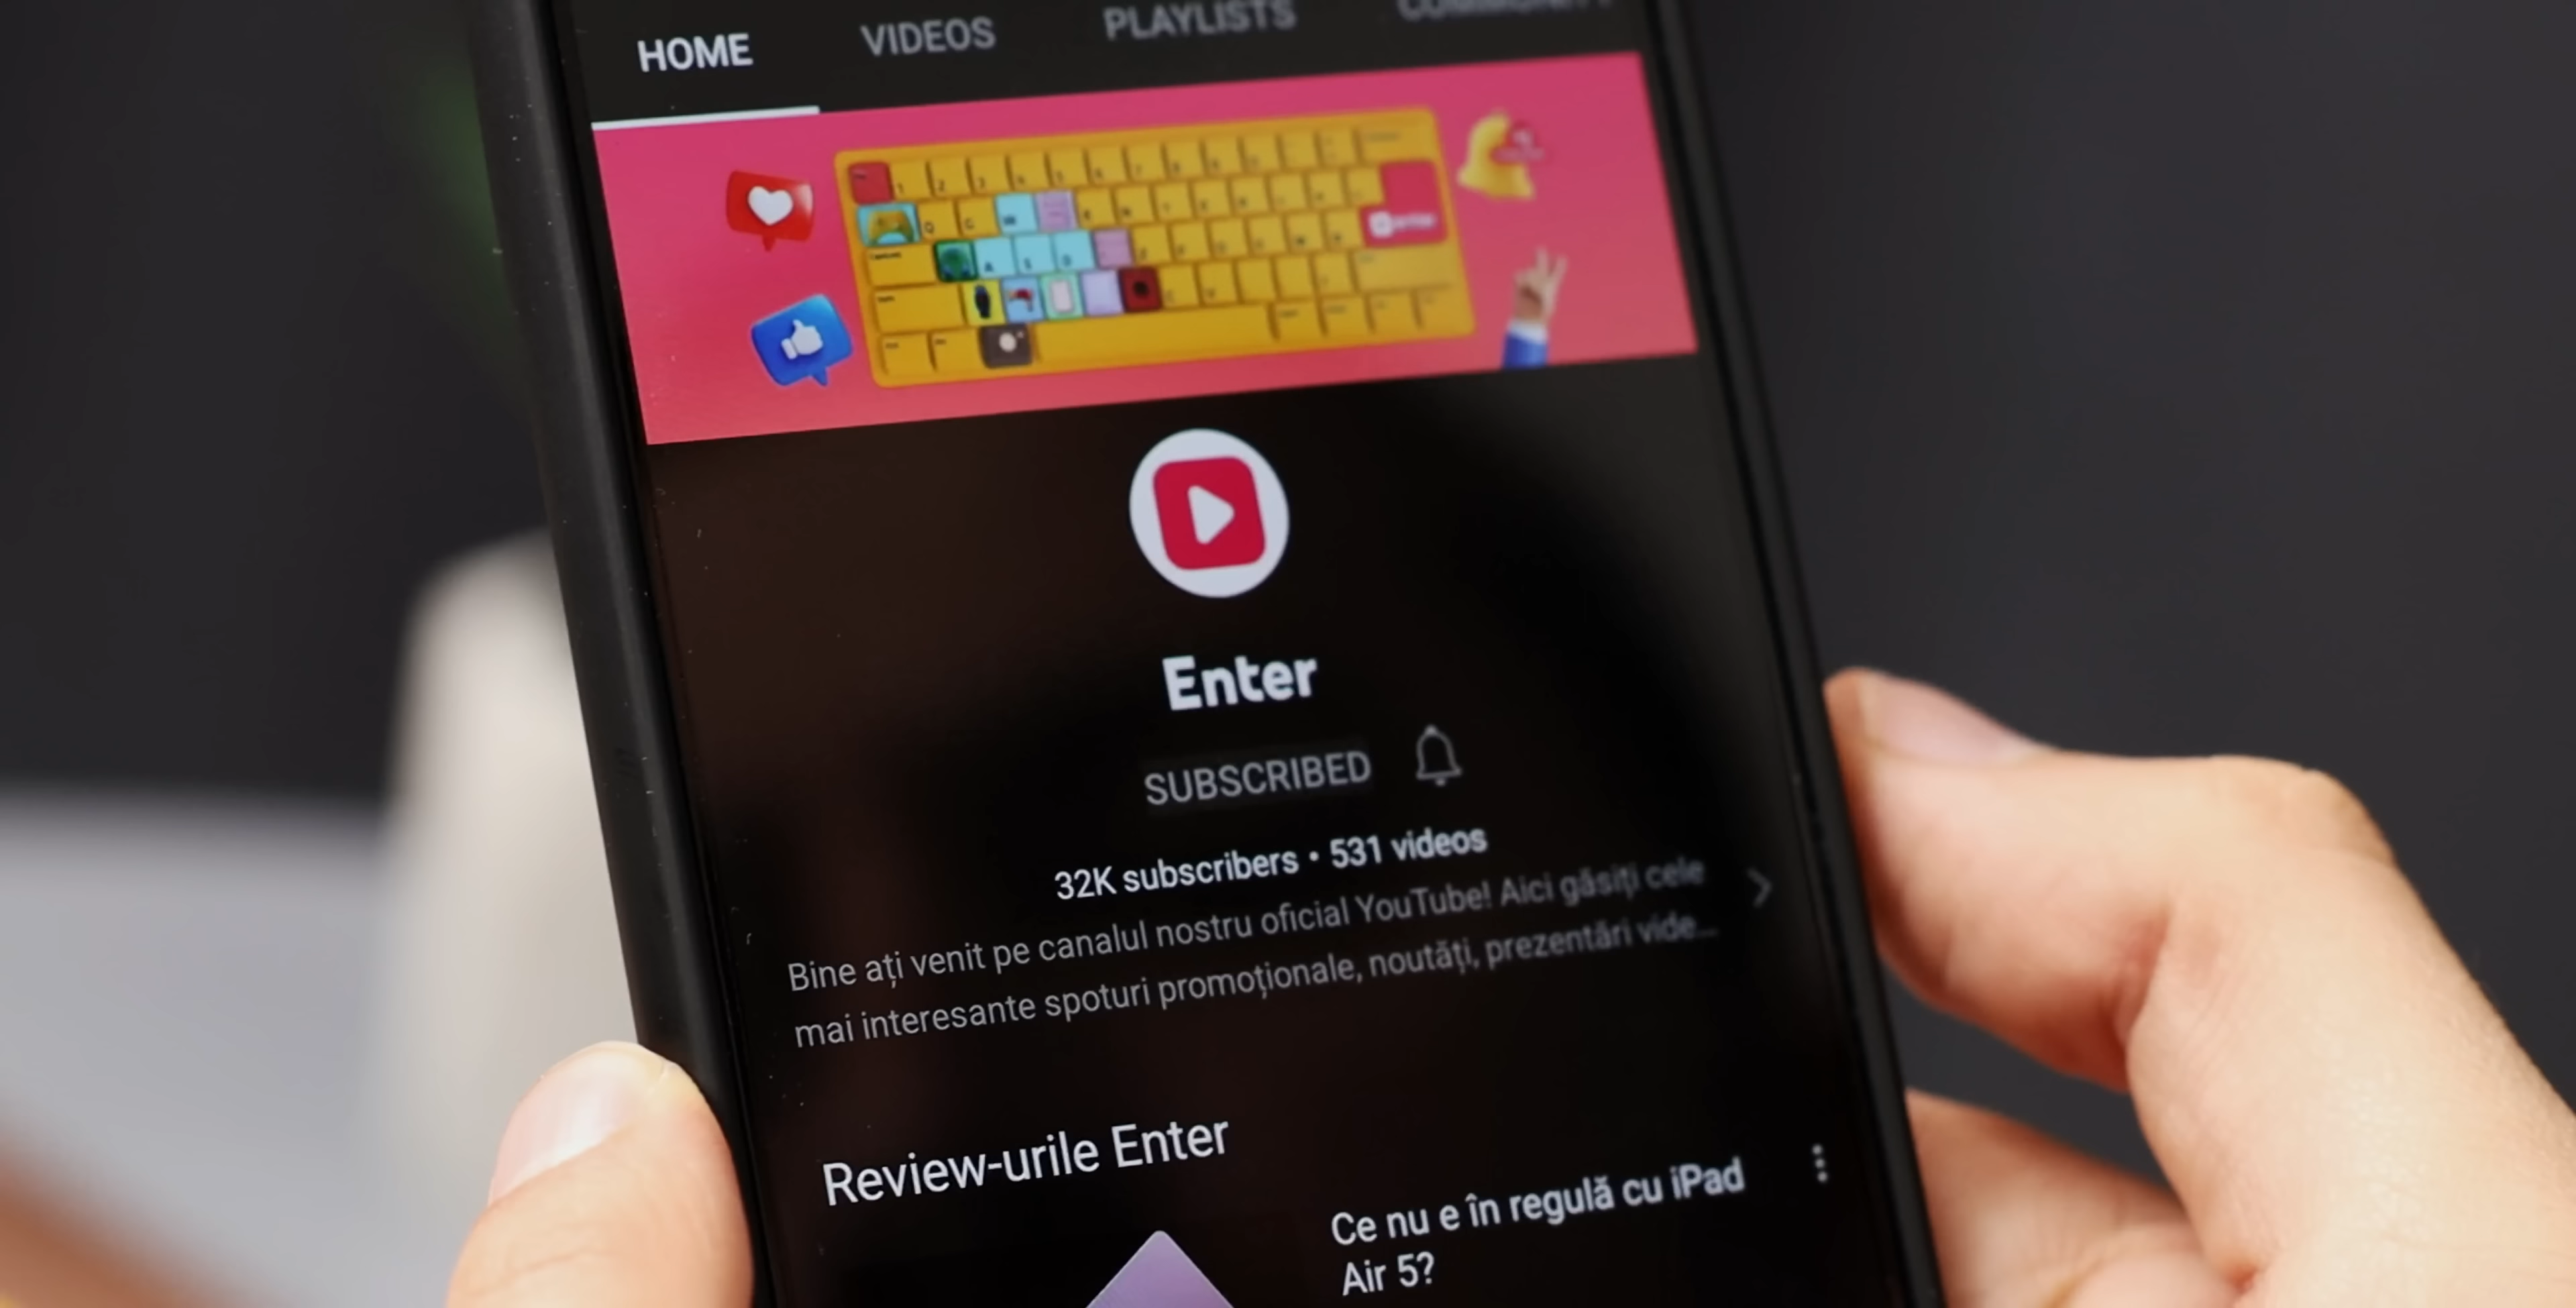 HOME VIDEOS PLAYLISTS COMMUNITY
enter
Enter
SUBSCRIBED
32K subscribers • 531 videos
Bine ați venit pe canalul nostru oficial YouTube! Aici găsiți cele
mai interesante spoturi promoționale, noutăți, prezentări vide...
Review-urile Enter
Ce nu e în regulă cu iPad
Air 5?